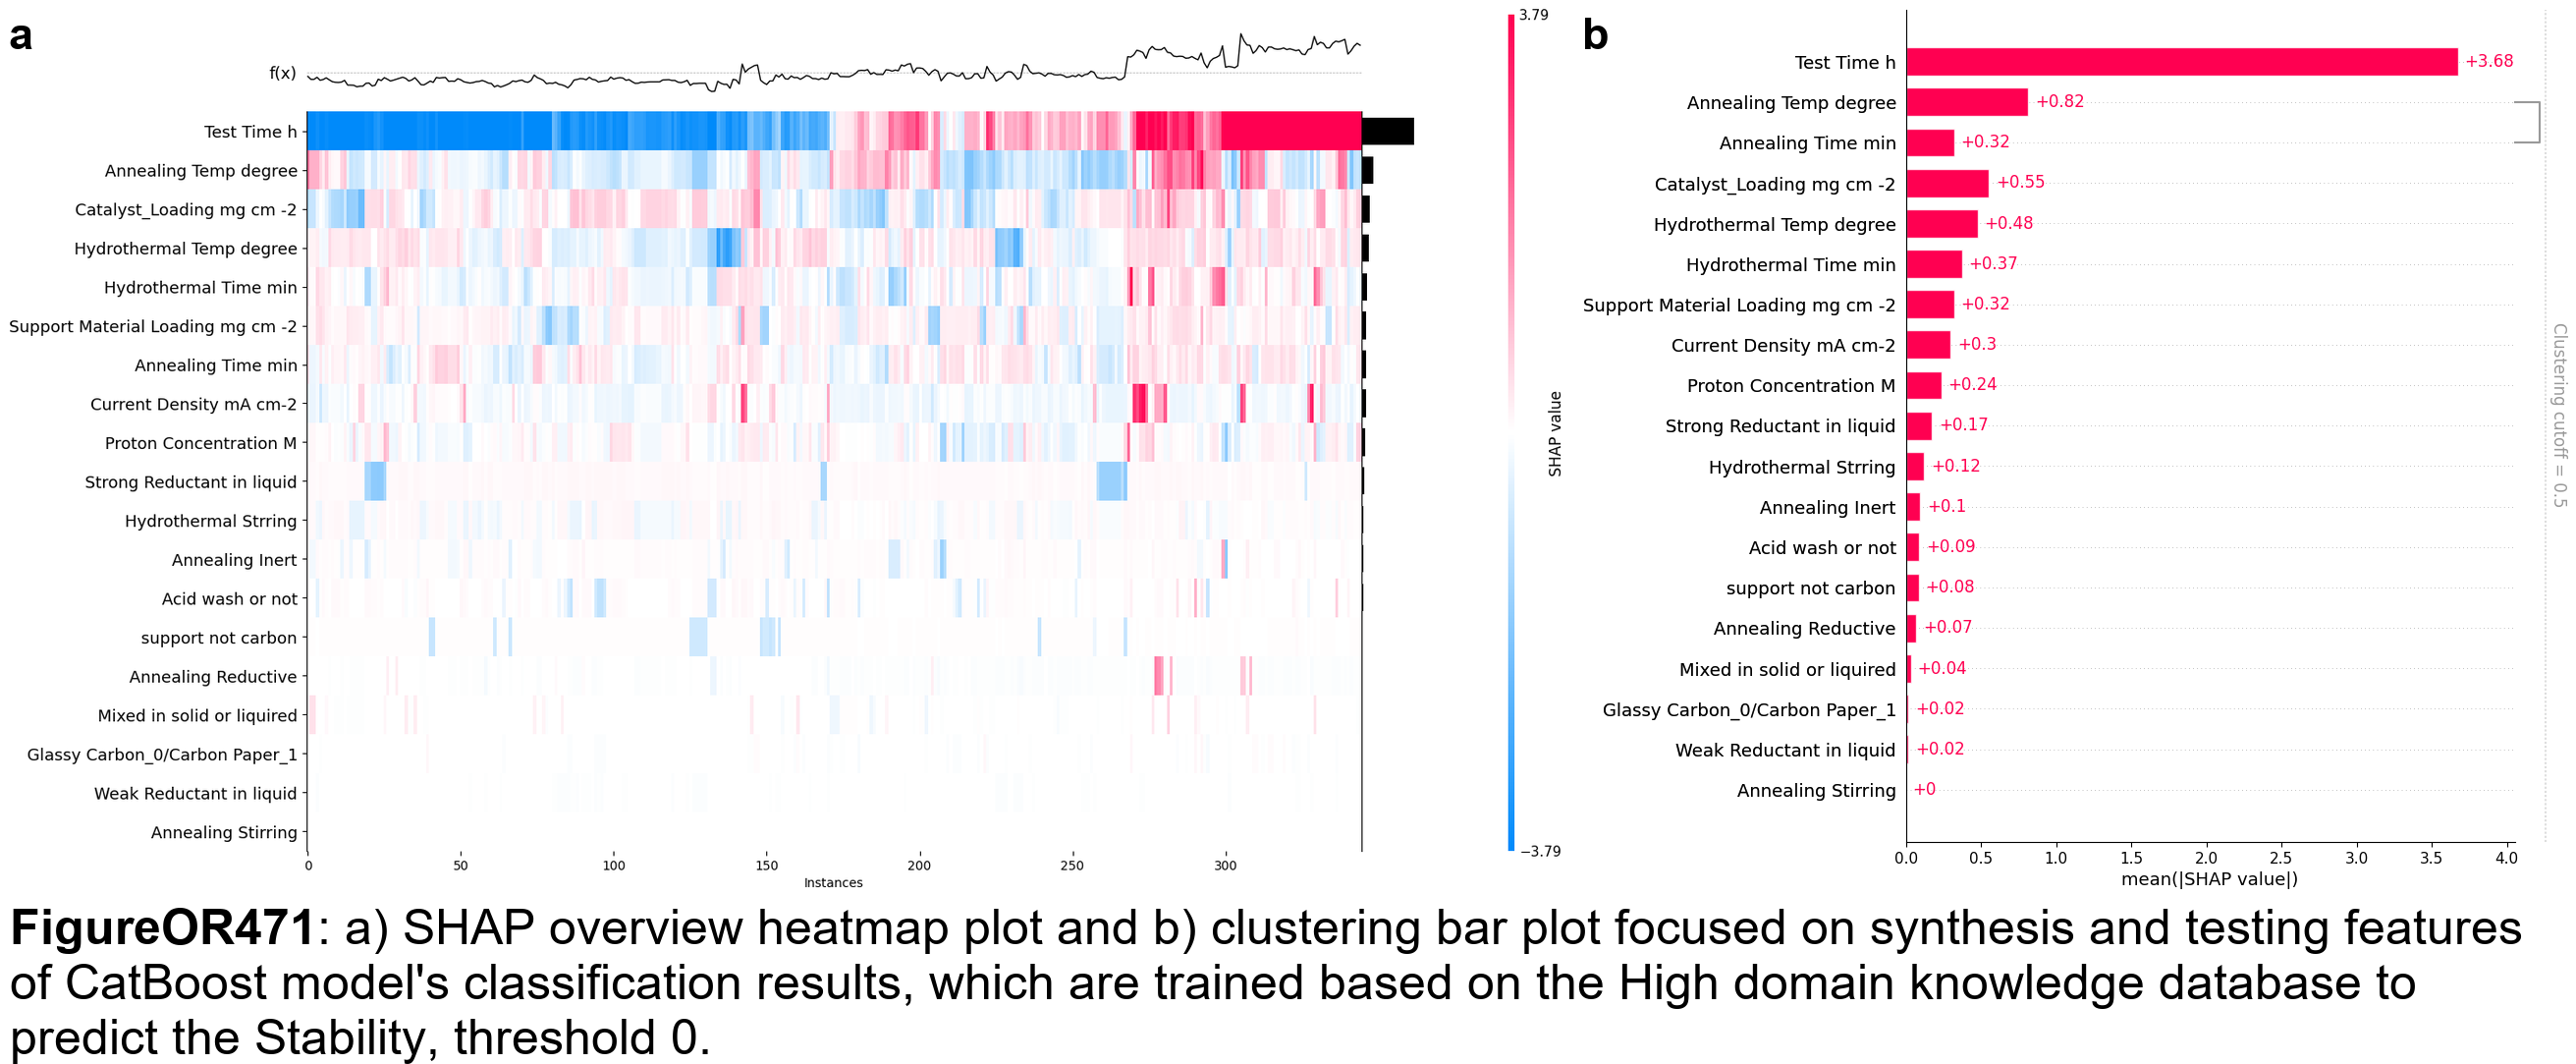 a
f(x)
Test Time h
Annealing Temp degree
Catalyst_Loading mg cm -2
Hydrothermal Temp degree
Hydrothermal Time min
Support Material Loading mg cm -2
Annealing Time min
Current Density mA cm-2
Proton Concentration M
Strong Reductant in liquid
Hydrothermal Strring
Annealing Inert
Acid wash or not
support not carbon
Annealing Reductive
Mixed in solid or liquired
Glassy Carbon_0/Carbon Paper_1
Weak Reductant in liquid
Annealing Stirring
0 50 100 150 200 250 300
Instances
3.79
SHAP value
−3.79
b
Test Time h +3.68
Annealing Temp degree +0.82
Annealing Time min +0.32
Catalyst_Loading mg cm -2 +0.55
Hydrothermal Temp degree +0.48
Hydrothermal Time min +0.37
Support Material Loading mg cm -2 +0.32
Current Density mA cm-2 +0.3
Proton Concentration M +0.24
Strong Reductant in liquid +0.17
Hydrothermal Strring +0.12
Annealing Inert +0.1
Acid wash or not +0.09
support not carbon +0.08
Annealing Reductive +0.07
Mixed in solid or liquired +0.04
Glassy Carbon_0/Carbon Paper_1 +0.02
Weak Reductant in liquid +0.02
Annealing Stirring +0
0.0 0.5 1.0 1.5 2.0 2.5 3.0 3.5 4.0
mean(|SHAP value|)
Clustering cutoff = 0.5
FigureOR471: a) SHAP overview heatmap plot and b) clustering bar plot focused on synthesis and testing features
of CatBoost model's classification results, which are trained based on the High domain knowledge database to
predict the Stability, threshold 0.